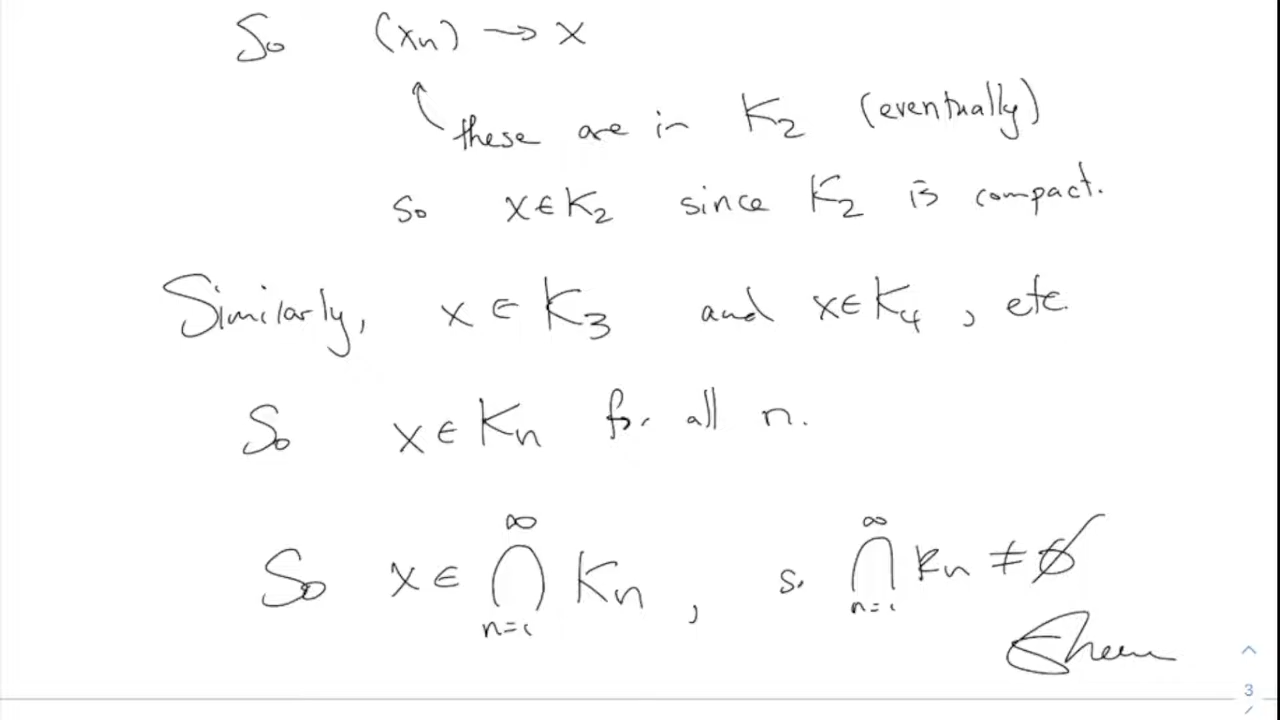 So (xn) → x
these are in K2 (eventually)
so x∈K2 since K2 is compact.
Similarly, x ∈ K3 and x∈K4, etc.
So x∈Kn for all n.
So x∈ ∞⋂n=1 Kn, so ∞⋂n=1 Kn ≠ ∅
3